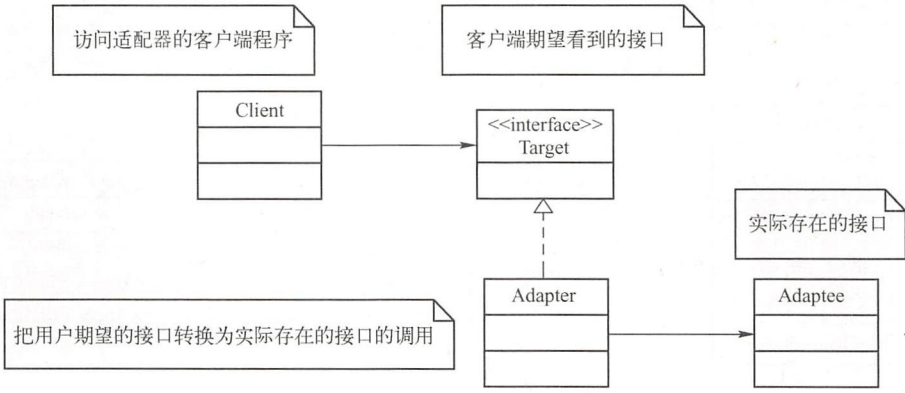 访问适配器的客户端程序
客户端期望看到的接口
Client
<<interface>>
Target
实际存在的接口
Adapter
Adaptee
把用户期望的接口转换为实际存在的接口的调用